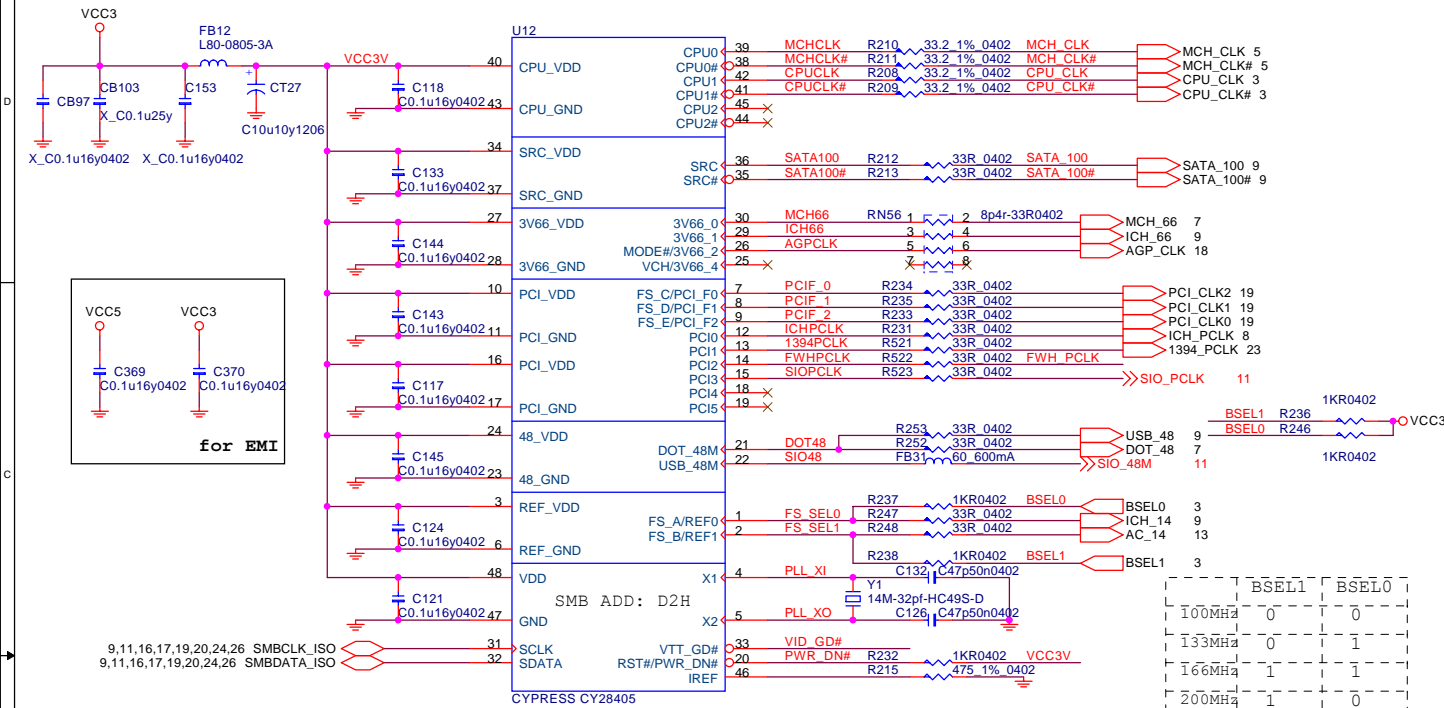 VCC3
FB12
L80-0805-3A
VCC3V
CB97
CB103
X_C0.1u25y
C153
CT27
C10u10y1206
X_C0.1u16y0402
X_C0.1u16y0402
D
C
VCC5
VCC3
C369
C0.1u16y0402
C370
C0.1u16y0402
for EMI
C118
C0.1u16y0402
C133
C0.1u16y0402
C144
C0.1u16y0402
C143
C0.1u16y0402
C117
C0.1u16y0402
C145
C0.1u16y0402
C124
C0.1u16y0402
C121
C0.1u16y0402
9,11,16,17,19,20,24,26 SMBCLK_ISO
9,11,16,17,19,20,24,26 SMBDATA_ISO
U12
40 CPU_VDD
43 CPU_GND
34 SRC_VDD
37 SRC_GND
27 3V66_VDD
28 3V66_GND
10 PCI_VDD
11 PCI_GND
16 PCI_VDD
17 PCI_GND
24 48_VDD
23 48_GND
3 REF_VDD
6 REF_GND
48 VDD
SMB ADD: D2H
47 GND
31 SCLK
32 SDATA
CYPRESS CY28405
CPU0 39 MCHCLK R210 33.2_1%_0402 MCH_CLK MCH_CLK 5
CPU0# 38 MCHCLK# R211 33.2_1%_0402 MCH_CLK# MCH_CLK# 5
CPU1 42 CPUCLK R208 33.2_1%_0402 CPU_CLK CPU_CLK 3
CPU1# 41 CPUCLK# R209 33.2_1%_0402 CPU_CLK# CPU_CLK# 3
CPU2 45
CPU2# 44
SRC 36 SATA100 R212 33R_0402 SATA_100 SATA_100 9
SRC# 35 SATA100# R213 33R_0402 SATA_100# SATA_100# 9
3V66_0 30 MCH66 RN56 1 2 8p4r-33R0402 MCH_66 7
3V66_1 29 ICH66 3 4 ICH_66 9
MODE#/3V66_2 26 AGPCLK 5 6 AGP_CLK 18
VCH/3V66_4 25 7 8
FS_C/PCI_F0 7 PCIF_0 R234 33R_0402 PCI_CLK2 19
FS_D/PCI_F1 8 PCIF_1 R235 33R_0402 PCI_CLK1 19
FS_E/PCI_F2 9 PCIF_2 R233 33R_0402 PCI_CLK0 19
PCI0 12 ICHPCLK R231 33R_0402 ICH_PCLK 8
PCI1 13 1394PCLK R521 33R_0402 1394_PCLK 23
PCI2 14 FWHPCLK R522 33R_0402 FWH_PCLK
PCI3 15 SIOPCLK R523 33R_0402 SIO_PCLK 11
PCI4 18
PCI5 19
1KR0402
BSEL1 R236
VCC3
BSEL0 R246
1KR0402
DOT_48M 21 DOT48 R253 33R_0402 USB_48 9
R252 33R_0402 DOT_48 7
USB_48M 22 SIO48 FB31 60_600mA SIO_48M 11
R237 1KR0402 BSEL0 BSEL0 3
FS_A/REF0 1 FS_SEL0 R247 33R_0402 ICH_14 9
FS_B/REF1 2 FS_SEL1 R248 33R_0402 AC_14 13
R238 1KR0402 BSEL1 BSEL1 3
X1 4 PLL_XI C132 C47p50n0402
Y1
14M-32pf-HC49S-D
X2 5 PLL_XO C126 C47p50n0402
VTT_GD# 33 VID_GD#
RST#/PWR_DN# 20 PWR_DN# R232 1KR0402 VCC3V
IREF 46 R215 475_1%_0402
BSEL1 BSEL0
100MHz 0 0
133MHz 0 1
166MHz 1 1
200MHz 1 0